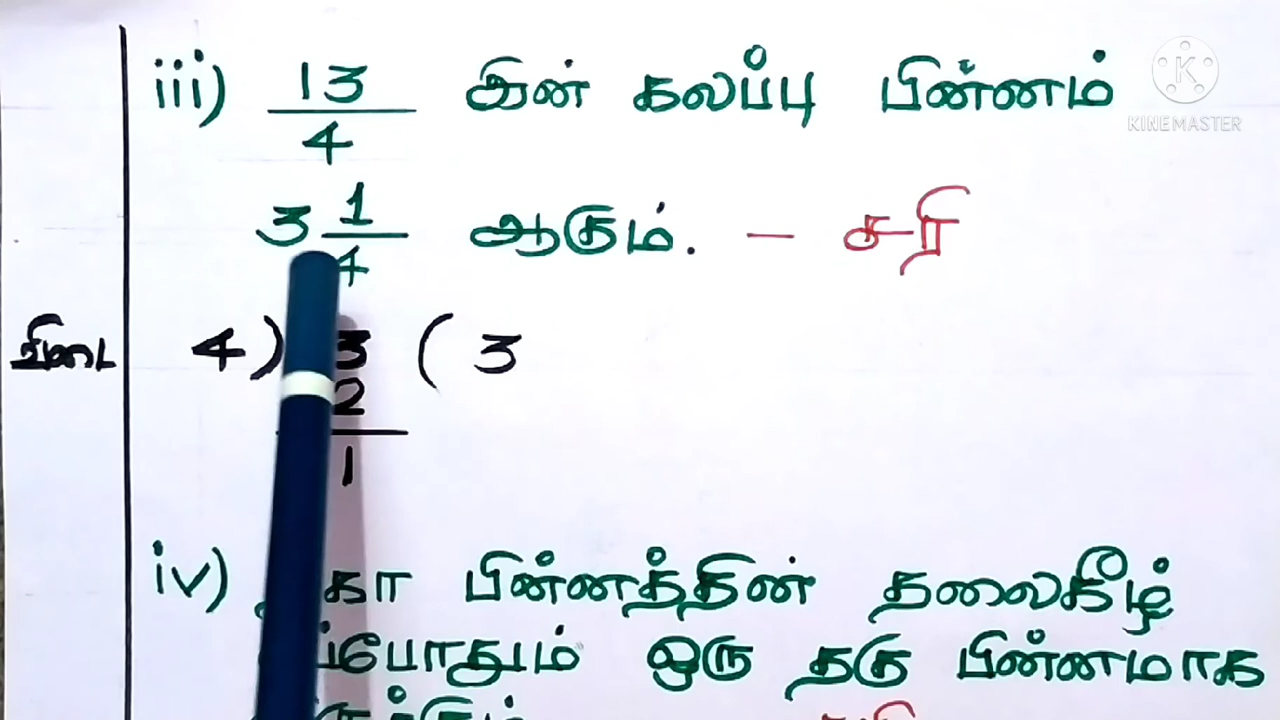 iii) 13/4 இன் கலப்பு பின்னம்
3 1/4 ஆகும். – சரி
விடை 4) 3 ( 3
2
1
iv) பின்னத்தின் தலைகீழ்
ஒரு தகு பின்னமாக
K
KINEMASTER